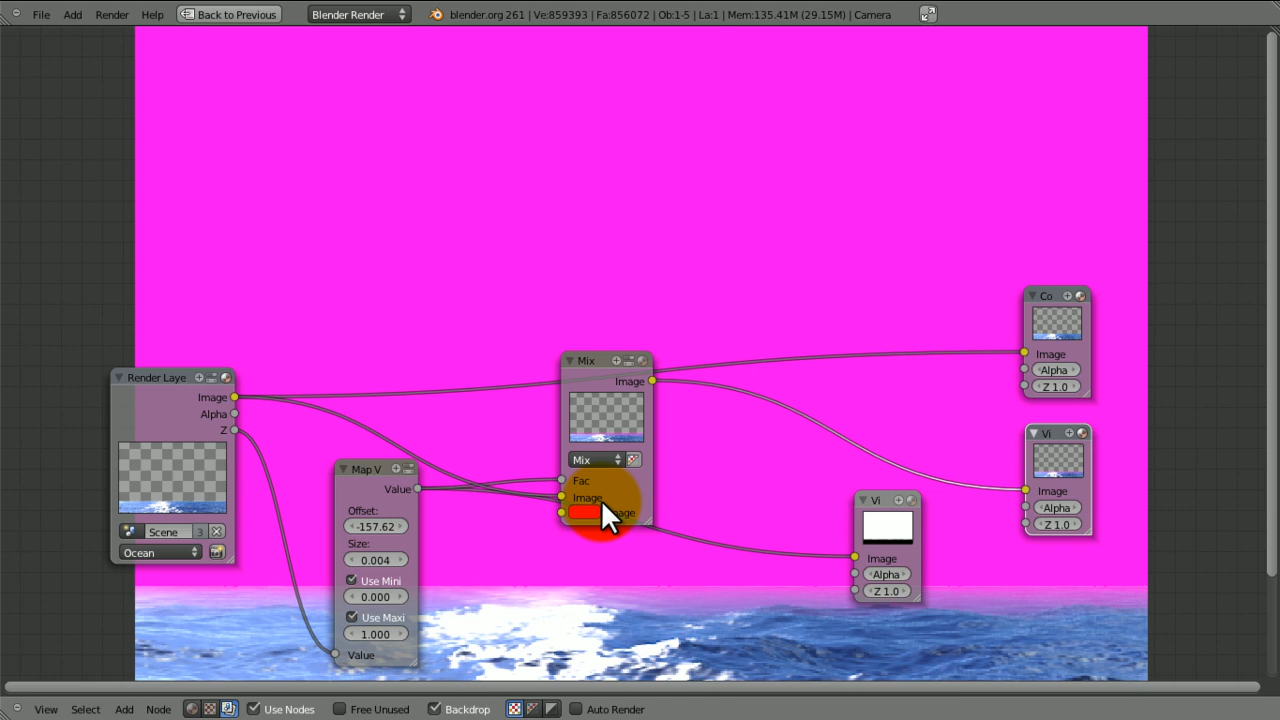 File Add Render Help Back to Previous Blender Render blender.org 261 | Ve:859393 | Fa:856072 | Ob:1-5 | La:1 | Mem:135.41M (29.15M) | Camera
Co
Image
Alpha
Z 1.0
Mix
Image
Mix
Fac
Image
Render Laye
Image
Alpha
Z
Scene 3
Ocean
Map V
Value
Offset:
-157.62
Size:
0.004
Use Mini
0.000
Use Maxi
1.000
Value
Vi
Image
Alpha
Z 1.0
Vi
Image
Alpha
Z 1.0
View Select Add Node Use Nodes Free Unused Backdrop Auto Render